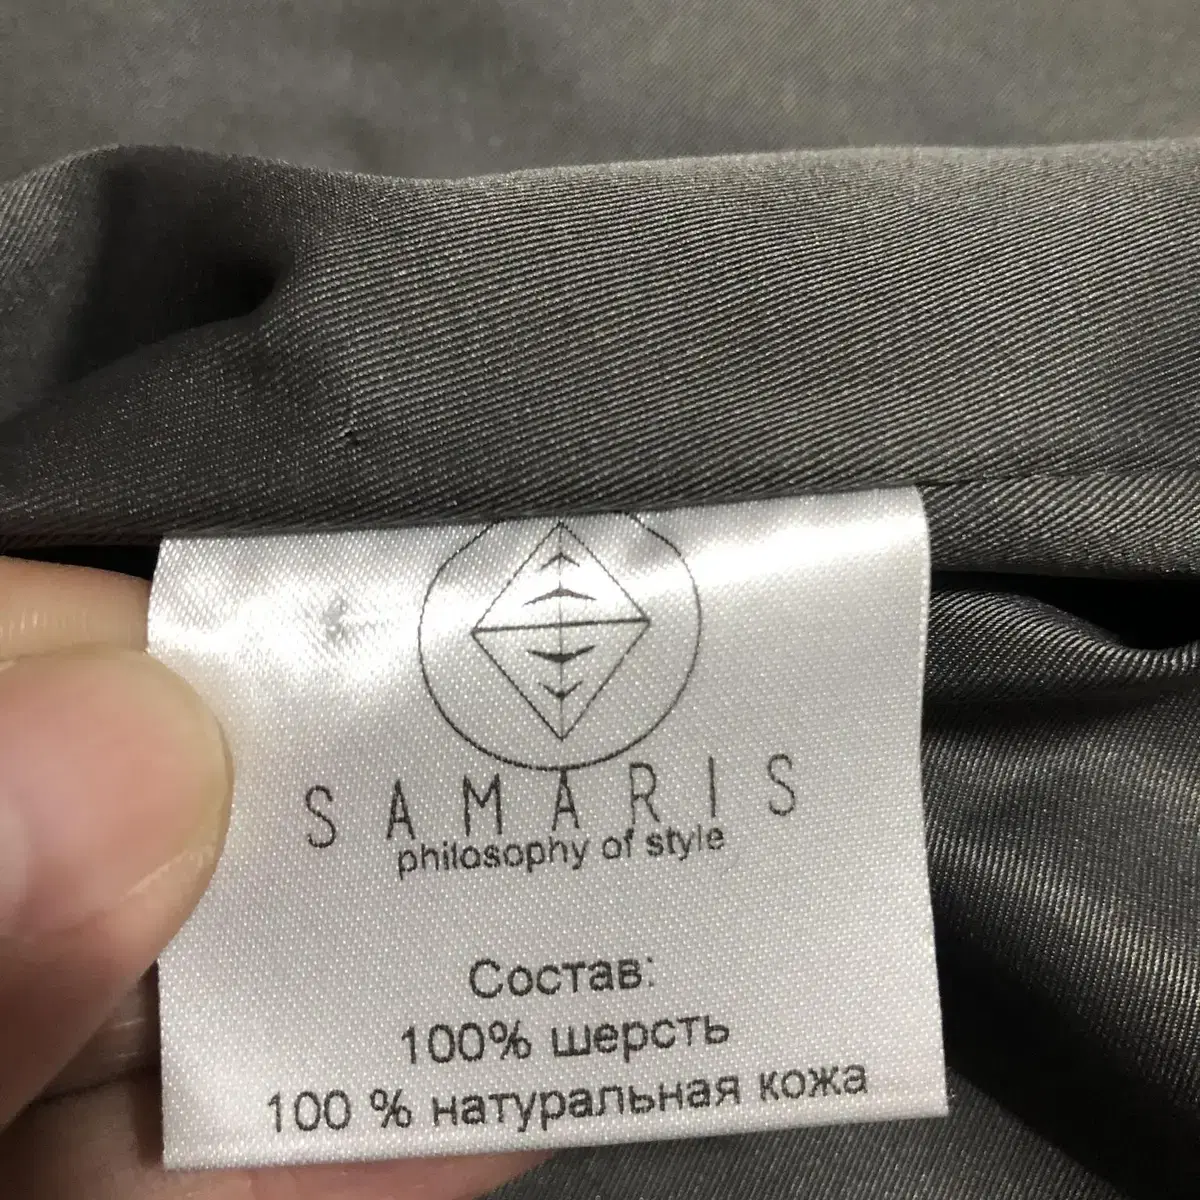 SAMARIS
philosophy of style
Состав:
100% шерсть
100 % натуральная кожа